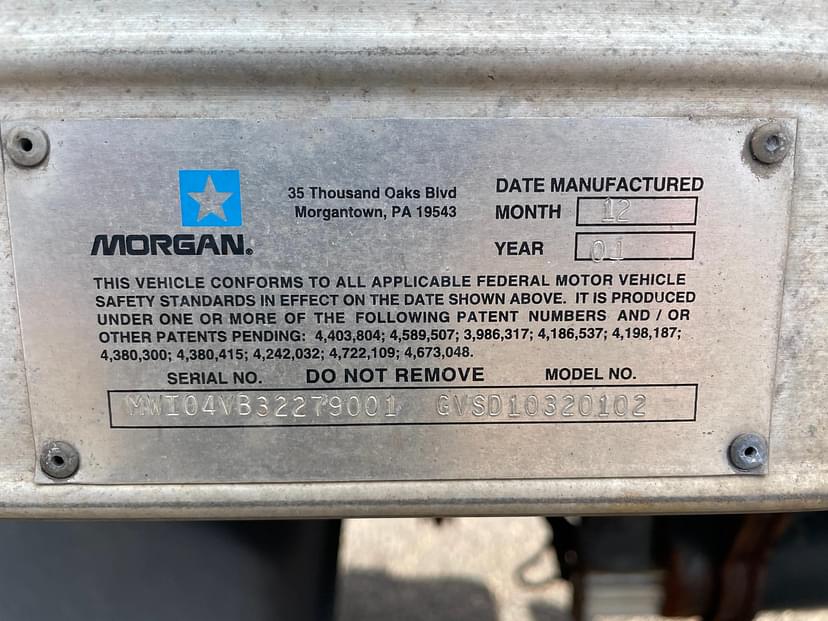 MORGAN®
35 Thousand Oaks Blvd
Morgantown, PA 19543
DATE MANUFACTURED
MONTH 12
YEAR 01
THIS VEHICLE CONFORMS TO ALL APPLICABLE FEDERAL MOTOR VEHICLE
SAFETY STANDARDS IN EFFECT ON THE DATE SHOWN ABOVE. IT IS PRODUCED
UNDER ONE OR MORE OF THE FOLLOWING PATENT NUMBERS AND / OR
OTHER PATENTS PENDING: 4,403,804; 4,589,507; 3,986,317; 4,186,537; 4,198,187;
4,380,300; 4,380,415; 4,242,032; 4,722,109; 4,673,048.
SERIAL NO. DO NOT REMOVE MODEL NO.
MWI04VB32279001 GVSD10320102